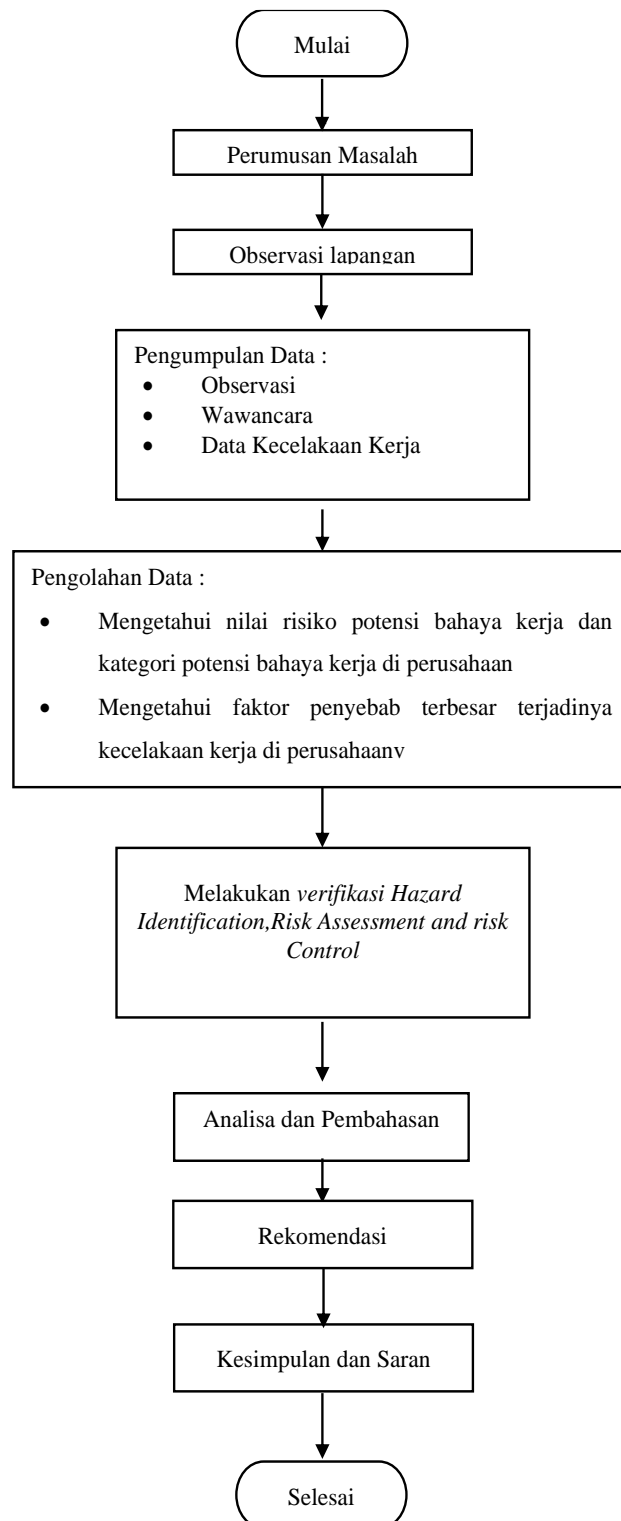 Mulai
Perumusan Masalah
Observasi lapangan
Pengumpulan Data :
• Observasi
• Wawancara
• Data Kecelakaan Kerja
Pengolahan Data :
• Mengetahui nilai risiko potensi bahaya kerja dan
kategori potensi bahaya kerja di perusahaan
• Mengetahui faktor penyebab terbesar terjadinya
kecelakaan kerja di perusahaanv
Melakukan verifikasi Hazard
Identification,Risk Assessment and risk
Control
Analisa dan Pembahasan
Rekomendasi
Kesimpulan dan Saran
Selesai